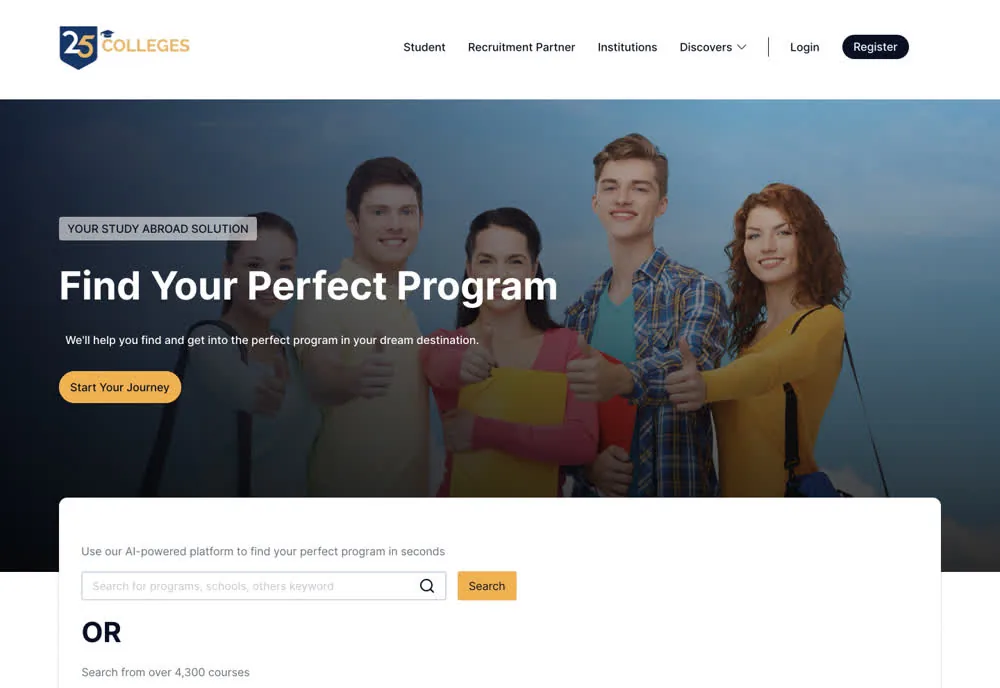 25 COLLEGES
Student Recruitment Partner Institutions Discovers Login Register
YOUR STUDY ABROAD SOLUTION
Find Your Perfect Program
We'll help you find and get into the perfect program in your dream destination.
Start Your Journey
Use our AI-powered platform to find your perfect program in seconds
Search for programs, schools, others keyword Search
OR
Search from over 4,300 courses